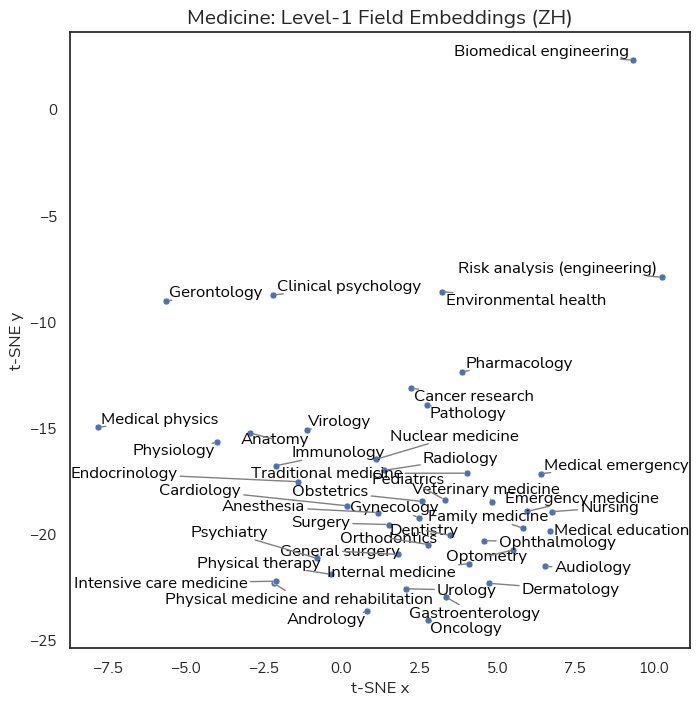 Medicine: Level-1 Field Embeddings (ZH)
Biomedical engineering
0
−5
Risk analysis (engineering)
Gerontology
Clinical psychology
Environmental health
−10
Pharmacology
Cancer research
Pathology
Medical physics
Virology
−15
Anatomy
Nuclear medicine
Physiology
Immunology
Radiology
Medical emergency
Endocrinology
Traditional medicine
Pediatrics
Cardiology
Obstetrics
Veterinary medicine
Emergency medicine
Anesthesia
Gynecology
Nursing
Surgery
Family medicine
−20
Psychiatry
Dentistry
Medical education
Orthodontics
Ophthalmology
General surgery
Optometry
Physical therapy
Internal medicine
Audiology
Intensive care medicine
Urology
Dermatology
Physical medicine and rehabilitation
Gastroenterology
Andrology
Oncology
−25
−7.5
−5.0
−2.5
0.0
2.5
5.0
7.5
10.0
t-SNE x
t-SNE y